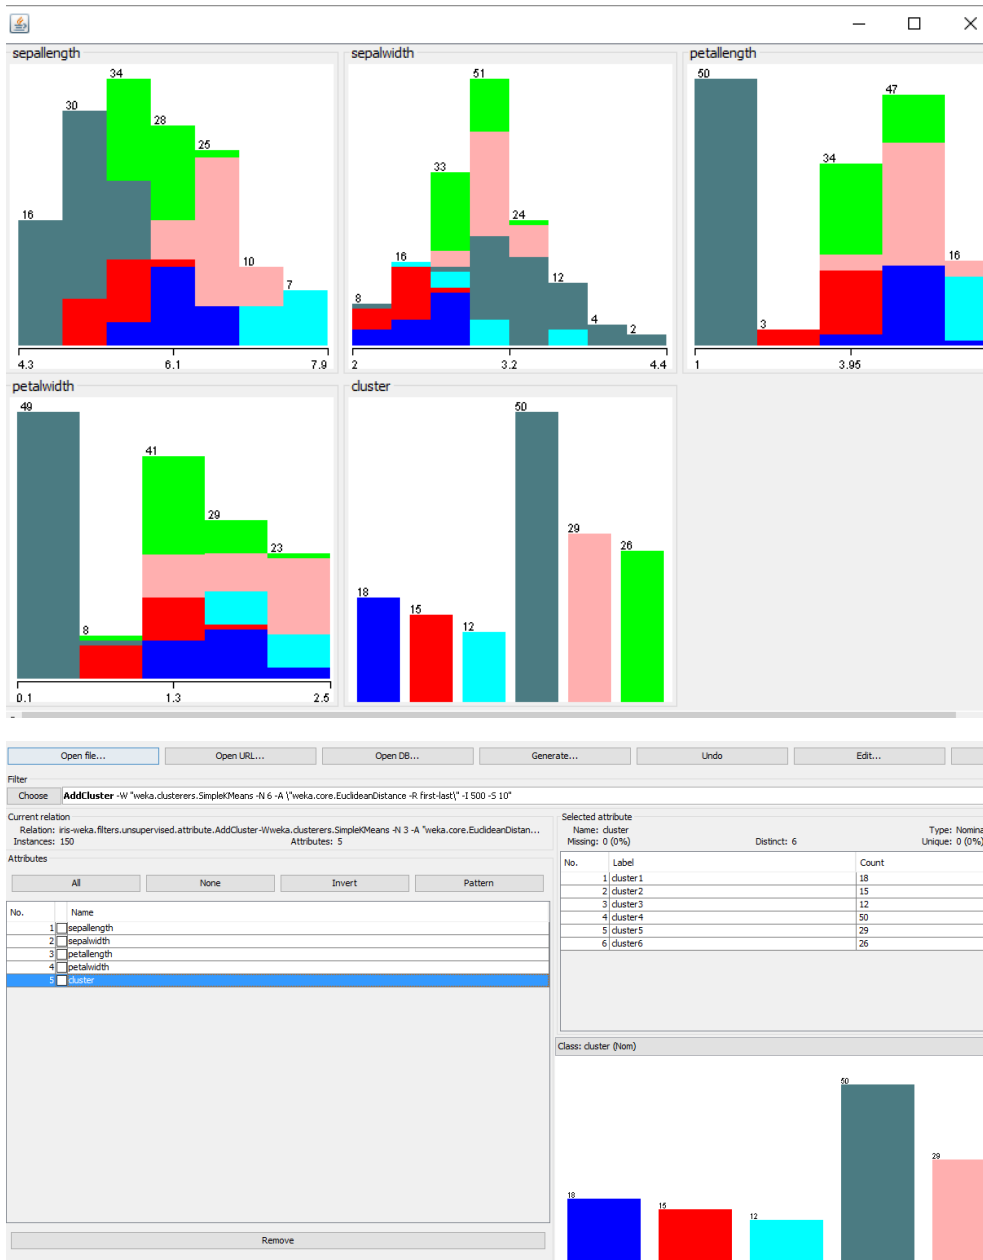 sepallength
sepalwidth
petallength
34
30
28
25
16
10
7
4.3
6.1
7.9
51
33
24
16
12
8
4
2
2
3.2
4.4
50
47
34
16
3
1
3.95
petalwidth
cluster
49
41
29
23
8
0.1
1.3
2.5
50
29
26
18
15
12
Open file...
Open URL...
Open DB...
Generate...
Undo
Edit...
Filter
Choose
AddCluster -W "weka.clusterers.SimpleKMeans -N 6 -A \"weka.core.EuclideanDistance -R first-last\" -I 500 -S 10"
Current relation
Relation: iris-weka.filters.unsupervised.attribute.AddCluster-Wweka.clusterers.SimpleKMeans -N 3 -A "weka.core.EuclideanDistan...
Instances: 150
Attributes: 5
Attributes
All
None
Invert
Pattern
No.
Name
1 sepallength
2 sepalwidth
3 petallength
4 petalwidth
5 cluster
Remove
Selected attribute
Name: cluster
Type: Nomina
Missing: 0 (0%)
Distinct: 6
Unique: 0 (0%)
No. Label Count
1 cluster1 18
2 cluster2 15
3 cluster3 12
4 cluster4 50
5 cluster5 29
6 cluster6 26
Class: cluster (Nom)
50
29
18
15
12